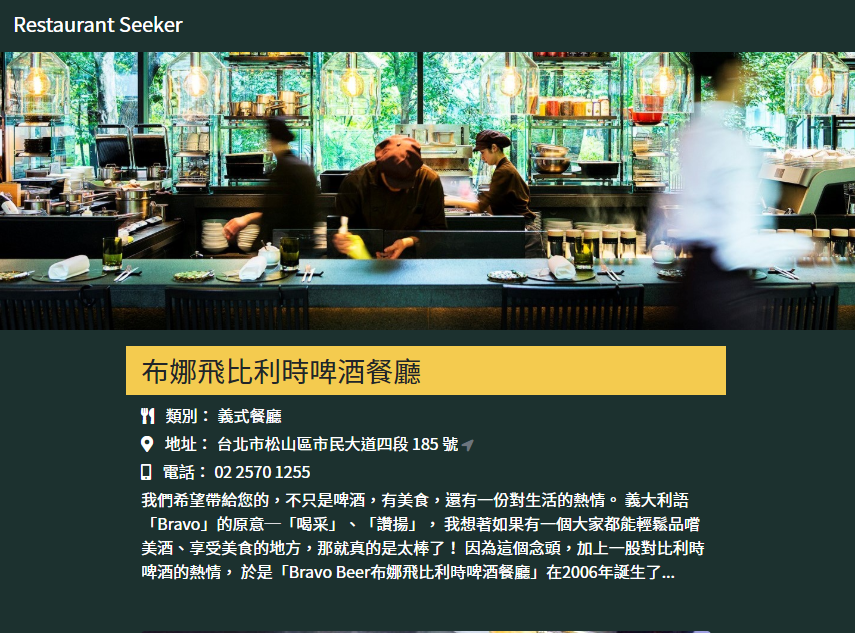 Restaurant Seeker
布娜飛比利時啤酒餐廳
類別： 義式餐廳
地址： 台北市松山區市民大道四段 185 號
電話： 02 2570 1255
我們希望帶給您的，不只是啤酒，有美食，還有一份對生活的熱情。 義大利語
「Bravo」的原意─「喝采」、「讚揚」， 我想著如果有一個大家都能輕鬆品嚐
美酒、享受美食的地方，那就真的是太棒了！ 因為這個念頭，加上一股對比利時
啤酒的熱情， 於是「Bravo Beer布娜飛比利時啤酒餐廳」在2006年誕生了...